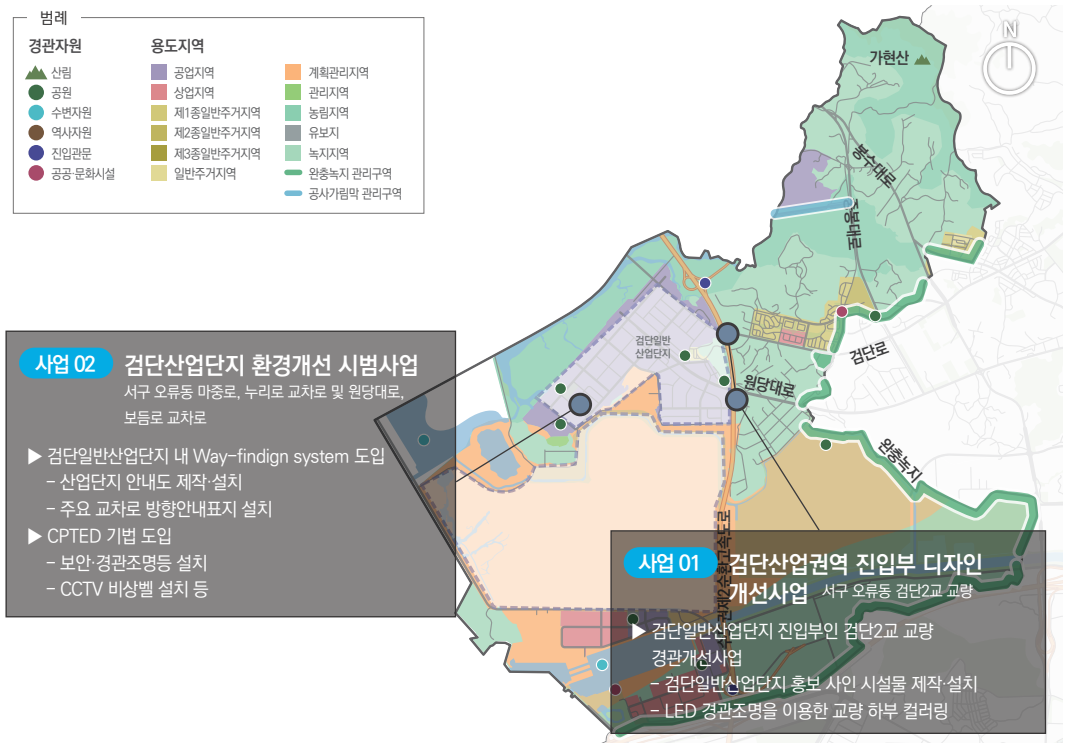 범례
경관자원
산림
공원
수변자원
역사자원
진입관문
공공·문화시설
용도지역
공업지역
상업지역
제1종일반주거지역
제2종일반주거지역
제3종일반주거지역
일반주거지역
계획관리지역
관리지역
농림지역
유보지
녹지지역
완충녹지 관리구역
공사가림막 관리구역
N
가현산
봉수대로
봉대로
검단일반
산업단지
원당대로
검단로
완충녹지
제2순환고속도로
사업 02 검단산업단지 환경개선 시범사업
서구 오류동 마중로, 누리로 교차로 및 원당대로,
보듬로 교차로
▶ 검단일반산업단지 내 Way-findign system 도입
- 산업단지 안내도 제작·설치
- 주요 교차로 방향안내표지 설치
▶ CPTED 기법 도입
- 보안·경관조명등 설치
- CCTV 비상벨 설치 등
사업 01 검단산업권역 진입부 디자인
개선사업 서구 오류동 검단2교 교량
▶ 검단일반산업단지 진입부인 검단2교 교량
경관개선사업
- 검단일반산업단지 홍보 사인 시설물 제작·설치
- LED 경관조명을 이용한 교량 하부 컬러링